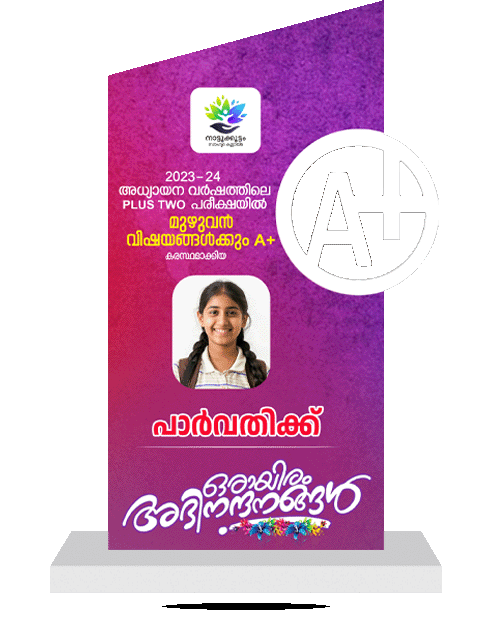 നാട്ടുക്കൂട്ടം
സൗഹൃദ കൂട്ടായ്മ
A+
2023-24
അധ്യായന വർഷത്തിലെ
PLUS TWO പരീക്ഷയിൽ
മുഴുവൻ
വിഷയങ്ങൾക്കും A+
കരസ്ഥമാക്കിയ
പാർവതിക്ക്
ഒരായിരം
അഭിനന്ദനങ്ങൾ